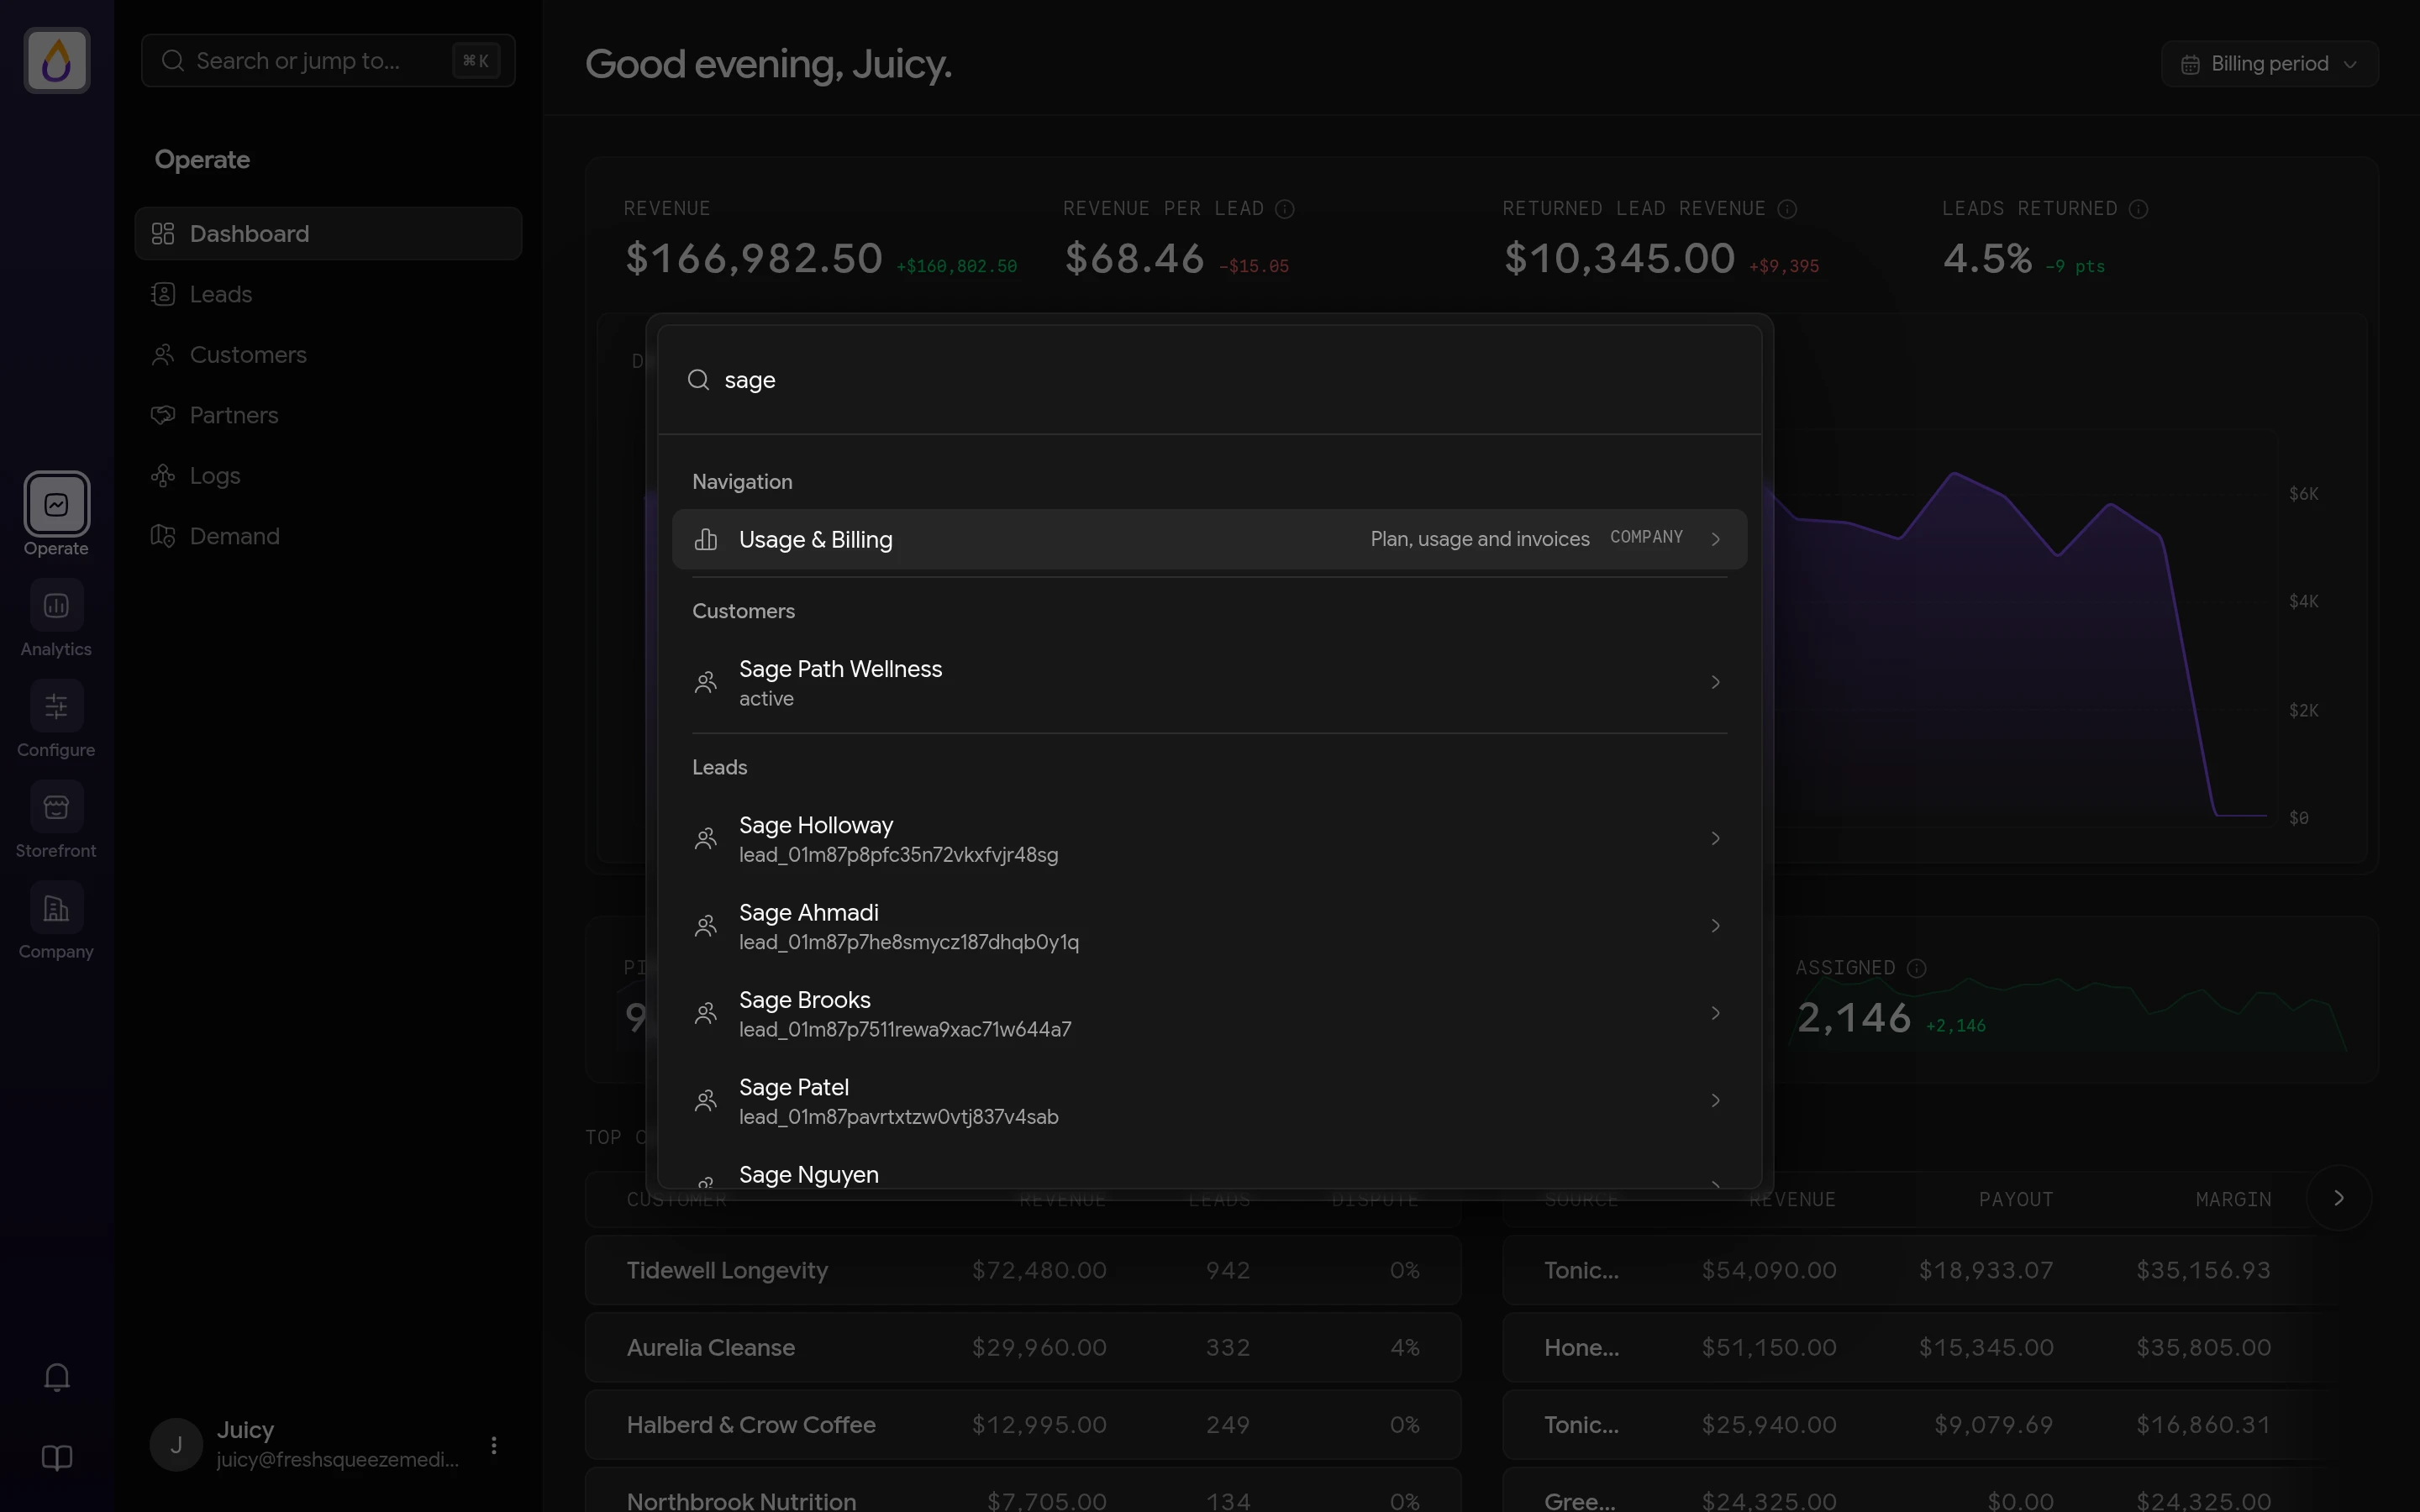 Search or jump to...
⌘K
Good evening, Juicy.
Billing period
Operate
Dashboard
Leads
Customers
Partners
Logs
Demand
Operate
Analytics
Configure
Storefront
Company
REVENUE
$166,982.50 +$160,802.50
REVENUE PER LEAD
$68.46 -$15.05
RETURNED LEAD REVENUE
$10,345.00 +$9,395
LEADS RETURNED
4.5% -9 pts
sage
Navigation
Usage & Billing
Plan, usage and invoices
COMPANY
Customers
Sage Path Wellness
active
Leads
Sage Holloway
lead_01m87p8pfc35n72vkxfvjr48sg
Sage Ahmadi
lead_01m87p7he8smycz187dhqb0y1q
Sage Brooks
lead_01m87p7511rewa9xac71w644a7
Sage Patel
lead_01m87pavrtxtzw0vtj837v4sab
Sage Nguyen
$6K
$4K
$2K
$0
ASSIGNED
2,146 +2,146
TOP
CUSTOMER REVENUE LEADS DISPUTE
Tidewell Longevity $72,480.00 942 0%
Aurelia Cleanse $29,960.00 332 4%
Halberd & Crow Coffee $12,995.00 249 0%
Northbrook Nutrition $7,705.00 134 0%
SOURCE REVENUE PAYOUT MARGIN
Tonic... $54,090.00 $18,933.07 $35,156.93
Hone... $51,150.00 $15,345.00 $35,805.00
Tonic... $25,940.00 $9,079.69 $16,860.31
Gree... $24,325.00 $0.00 $24,325.00
J
Juicy
juicy@freshsqueezemedi...